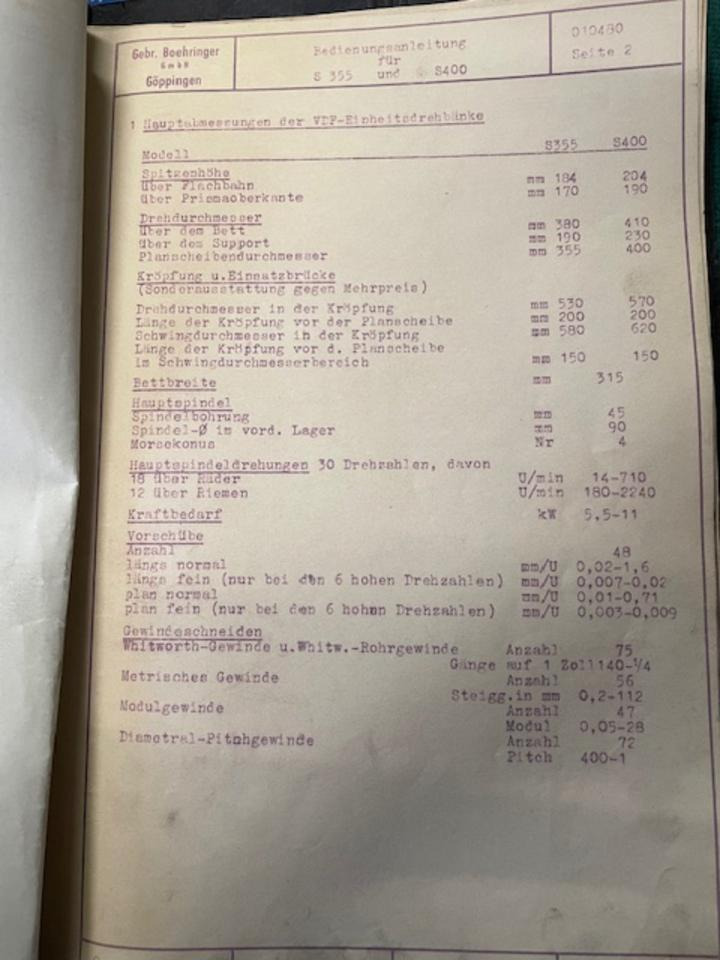 Gebr. Boehringer
GmbH
Göppingen
Bedienungsanleitung
für
S 355 und S400
010480
Seite 2
1 Hauptabmessungen der VDF-Einheitsdrehbänke
Modell S355 S400
Spitzenhöhe
über Flachbahn mm 184 204
über Prismaoberkante mm 170 190
Drehdurchmesser
über dem Bett mm 380 410
über dem Support mm 190 230
Planscheibendurchmesser mm 355 400
Kröpfung u.Einsatzbrücke
(Sonderausstattung gegen Mehrpreis)
Drehdurchmesser in der Kröpfung mm 530 570
Länge der Kröpfung vor der Planscheibe mm 200 200
Schwingdurchmesser in der Kröpfung mm 580 620
Länge der Kröpfung vor d. Planscheibe
im Schwingdurchmesserbereich mm 150 150
Bettbreite mm 315
Hauptspindel
Spindelbohrung mm 45
Spindel-Ø im vord. Lager mm 90
Morsekonus Nr 4
Hauptspindeldrehungen 30 Drehzahlen, davon
18 über Räder U/min 14-710
12 über Riemen U/min 180-2240
Kraftbedarf kW 5,5-11
Vorschübe
Anzahl 48
längs normal mm/U 0,02-1,6
längs fein (nur bei den 6 hohen Drehzahlen) mm/U 0,007-0,02
plan normal mm/U 0,01-0,71
plan fein (nur bei den 6 hohen Drehzahlen) mm/U 0,003-0,009
Gewindeschneiden
Whitworth-Gewinde u.Whitw.-Rohrgewinde Anzahl 75
Gänge auf 1 Zoll 140-¼
Metrisches Gewinde Anzahl 56
Steigg.in mm 0,2-112
Modulgewinde Anzahl 47
Modul 0,05-28
Diametral-Pitchgewinde Anzahl 72
Pitch 400-1